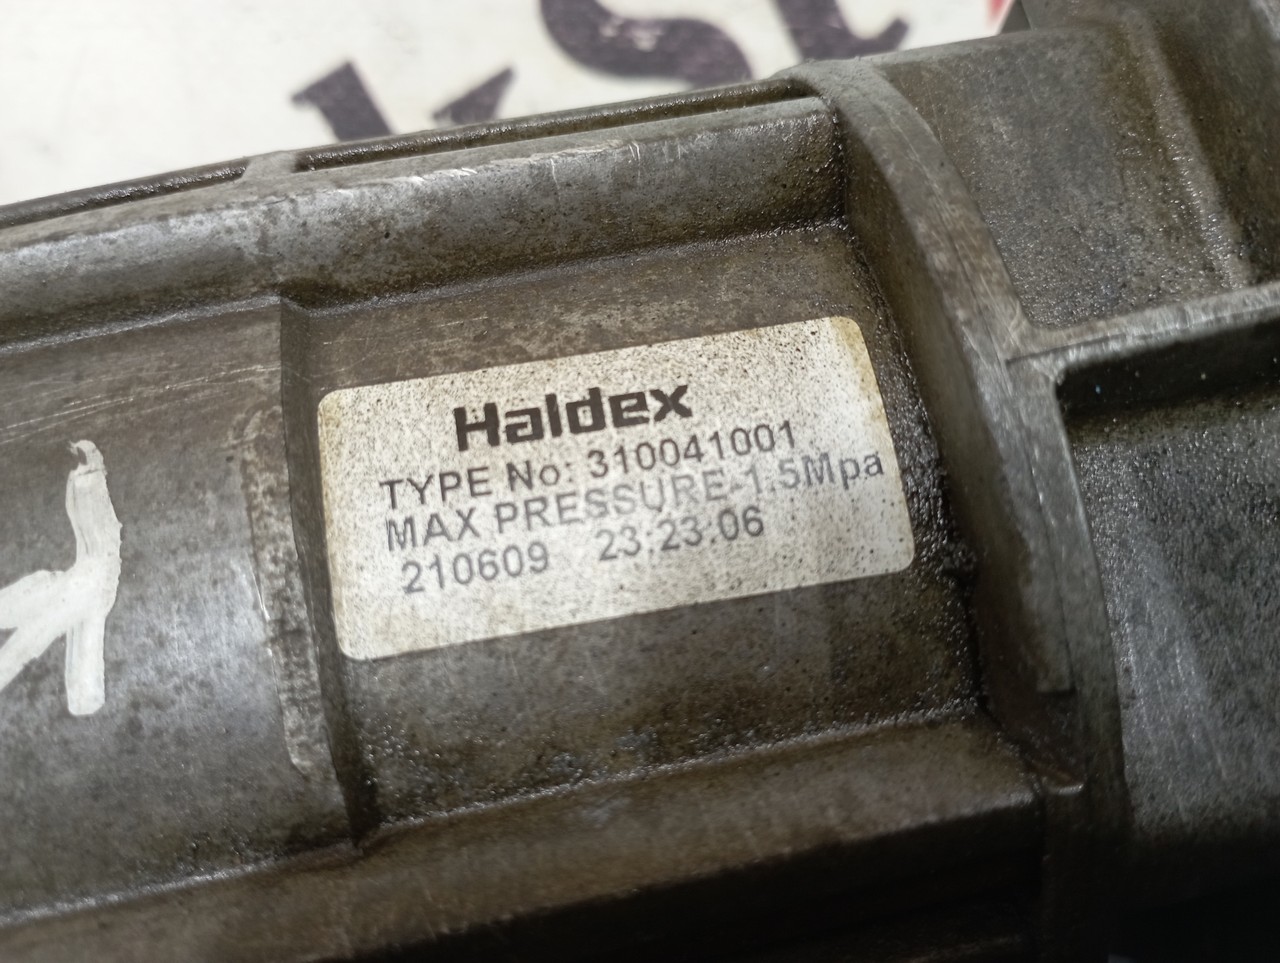 Haldex
TYPE No: 310041001
MAX PRESSURE-1.5Mpa
210609 23:23:06